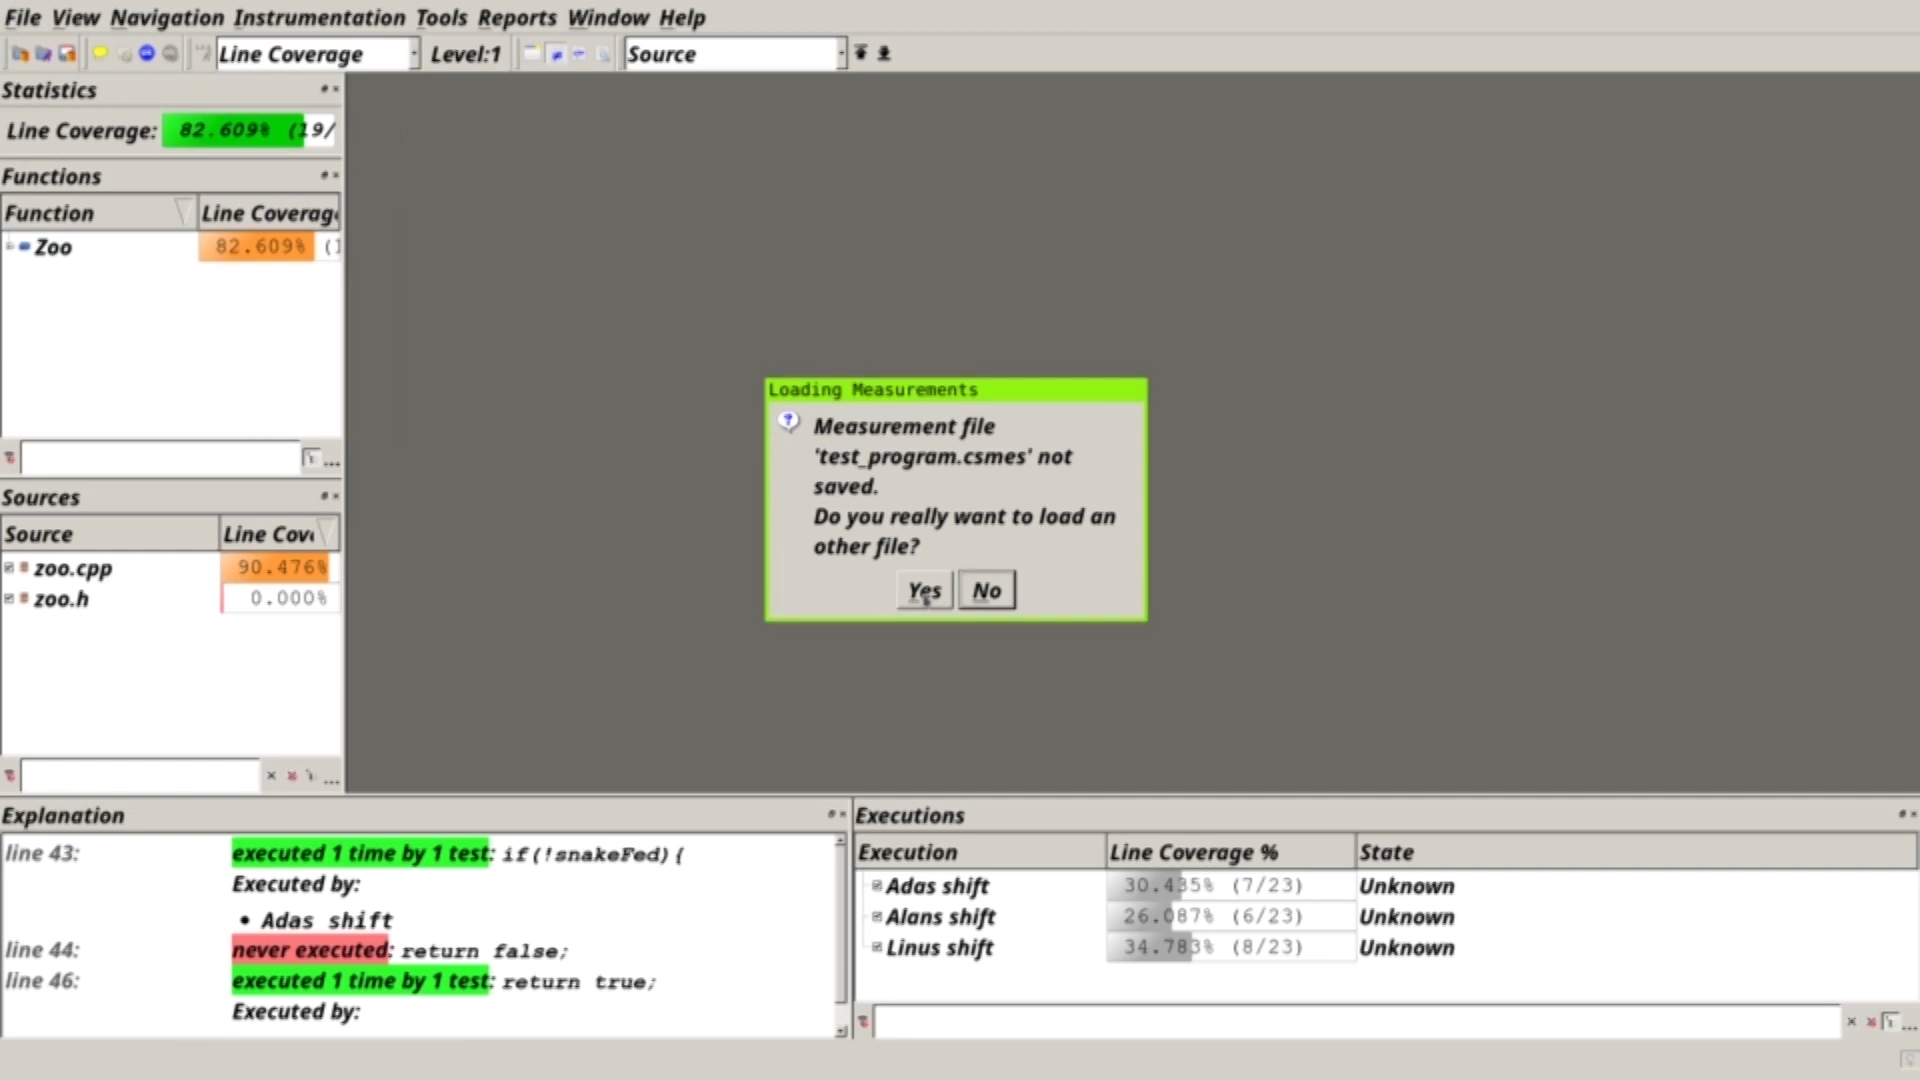 File View Navigation Instrumentation Tools Reports Window Help
Line Coverage Level:1 Source
Statistics
Line Coverage: 82.609% (19/
Functions
Function Line Coverage
Zoo 82.609% (1
...
Sources
Source Line Cov
zoo.cpp 90.476%
zoo.h 0.000%
...
Loading Measurements
Measurement file
'test_program.csmes' not
saved.
Do you really want to load an
other file?
Yes No
Explanation
line 43: executed 1 time by 1 test: if(!snakeFed){
Executed by:
• Adas shift
line 44: never executed: return false;
line 46: executed 1 time by 1 test: return true;
Executed by:
Executions
Execution Line Coverage % State
Adas shift 30.435% (7/23) Unknown
Alans shift 26.087% (6/23) Unknown
Linus shift 34.783% (8/23) Unknown
...